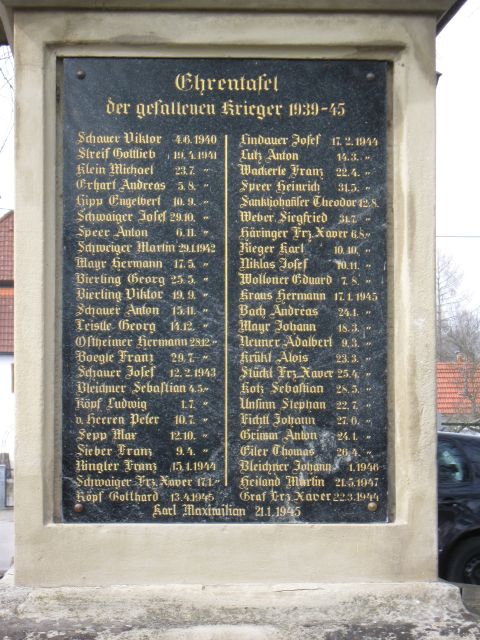 Ehrentafel
der gefallenen Krieger 1939-45
Schauer Viktor 4.6.1940
Streif Gottlieb 19.4.1941
Klein Michael 23.7. "
Erhart Andreas 5.8. "
Hipp Engelbert 10.9. "
Schwaiger Josef 29.10. "
Speer Anton 6.11. "
Schweiger Martin 29.1.1942
Mayr Hermann 17.5. "
Bierling Georg 25.5. "
Bierling Viktor 19.9. "
Schauer Anton 15.11. "
Teistle Georg 14.12. "
Ostheimer Hermann 28.12. "
Boegle Franz 29.7. "
Schauer Josef 12.2.1943
Bleichner Sebastian 4.5. "
Köpf Ludwig 1.7. "
v. Herren Peter 10.7. "
Sepp Max 12.10. "
Sieber Franz 9.4. "
Ringler Franz 15.1.1944
Schwaiger Frz. Xaver 17.1. "
Kopf Gotthard 13.4.1945
Lindauer Josef 17.2.1944
Lutz Anton 14.3. "
Wackerle Franz 22.4. "
Speer Heinrich 31.5. "
Sankjohanser Theodor 12.8.
Weber Siegfried 31.7. "
Häringer Frz. Xaver 6.8. "
Rieger Karl 10.10. "
Niklas Josef 10.11. "
Wolloner Eduard 7.8. "
Kraus Hermann 17.1.1945
Bach Andreas 24.1. "
Mayr Johann 18.3. "
Neuner Adalbert 9.3. "
Krükl Alois 23.3. "
Stückl Frz. Xaver 25.4. "
Kotz Sebastian 28.5. "
Unsinn Stephan 22.7. "
Fichtl Johann "
Grimm Anton 24.1. "
Eiler Thomas 26.4. "
Bleichner Johann 1.1946
Heiland Martin 21.5.1947
Graf Frz. Xaver 22.3.1944
Karl Maximilian 21.1.1945